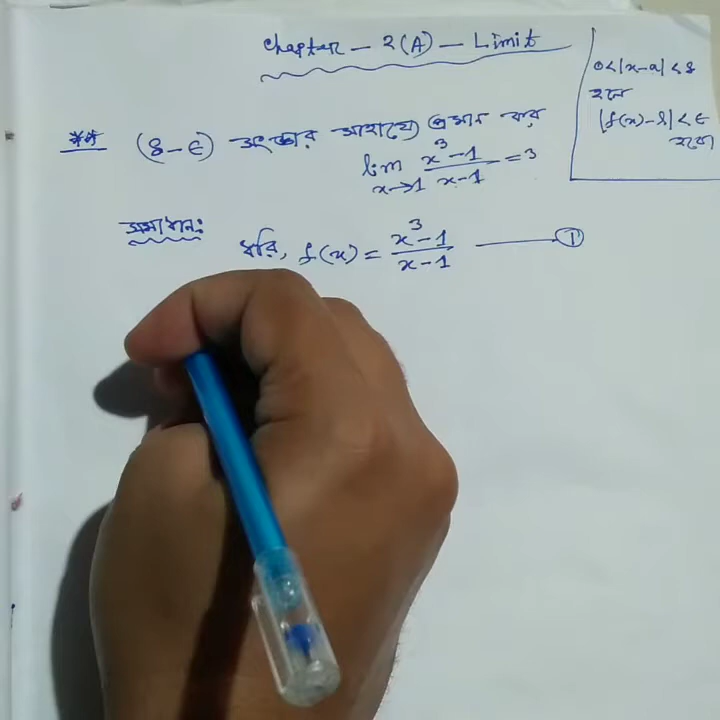 Chapter – 2(A) – Limit
0<|x-a|<δ
হলে
|f(x)-l|<ε
হবে।
** (δ-ε) সংজ্ঞার সাহায্যে প্রমাণ কর
lim x→1 x³-1/x-1 = 3
সমাধান:
ধরি, f(x) = x³-1/x-1 —— ①